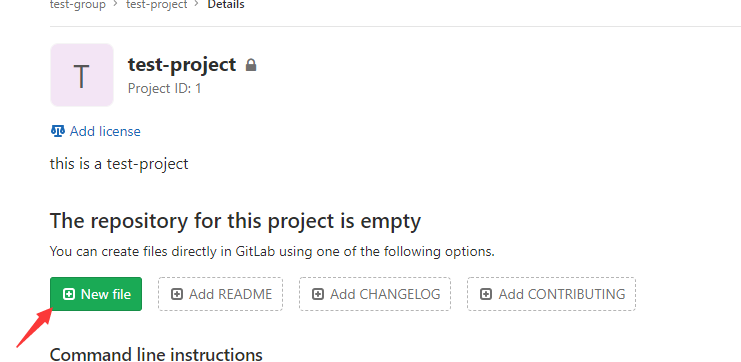 test-group > test-project > Details
T
test-project
Project ID: 1
Add license
this is a test-project
The repository for this project is empty
You can create files directly in GitLab using one of the following options.
New file Add README Add CHANGELOG Add CONTRIBUTING
Command line instructions